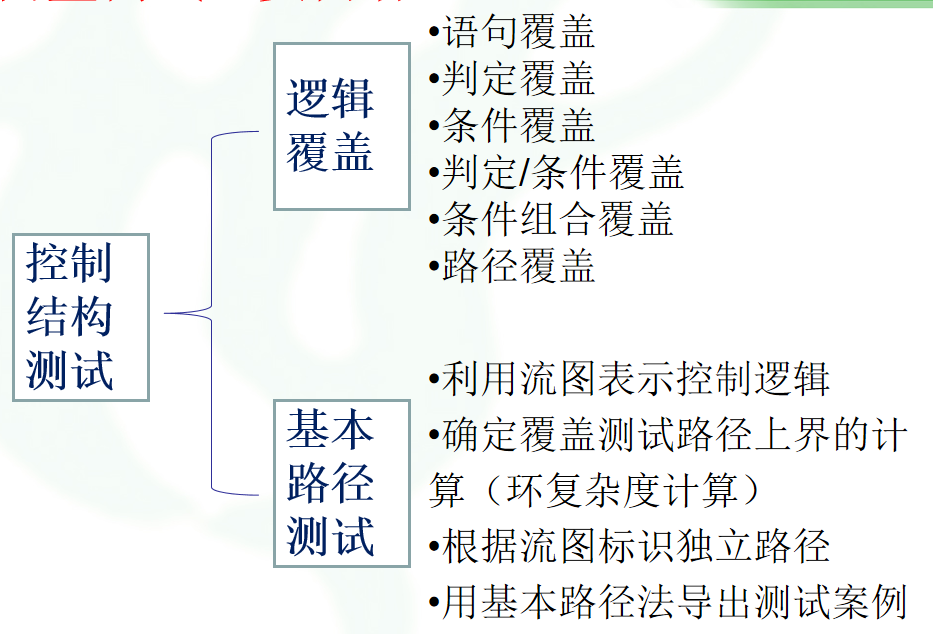 控制
结构
测试
逻辑
覆盖
•语句覆盖
•判定覆盖
•条件覆盖
•判定/条件覆盖
•条件组合覆盖
•路径覆盖
基本
路径
测试
•利用流图表示控制逻辑
•确定覆盖测试路径上界的计
算（环复杂度计算）
•根据流图标识独立路径
•用基本路径法导出测试案例